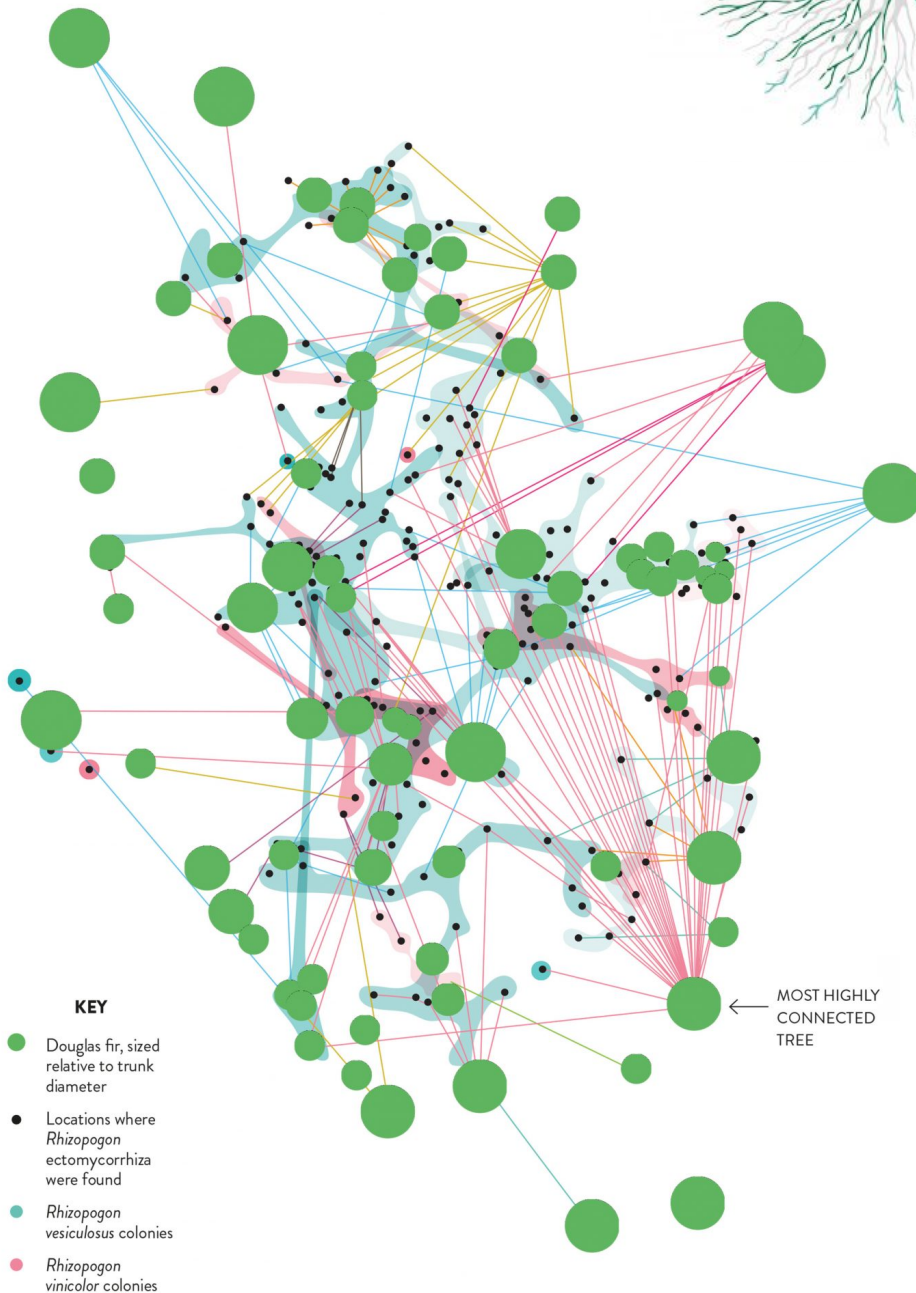 MOST HIGHLY
CONNECTED
TREE
KEY
Douglas fir, sized
relative to trunk
diameter
Locations where
Rhizopogon
ectomycorrhiza
were found
Rhizopogon
vesiculosus colonies
Rhizopogon
vinicolor colonies